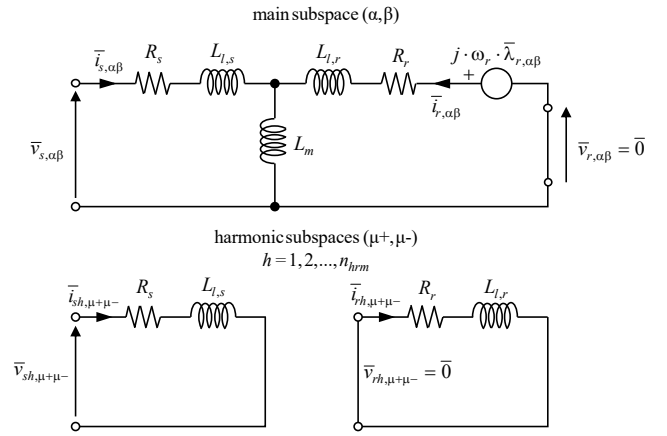 main subspace (α,β)
i̅s,αβ Rs Ll,s Ll,r Rr j·ωr·λ̅r,αβ
+
i̅r,αβ
v̅s,αβ Lm v̅r,αβ = 0̅
harmonic subspaces (μ+,μ-)
h = 1, 2,..., nhrm
i̅sh,μ+μ− Rs Ll,s i̅rh,μ+μ− Rr Ll,r
v̅sh,μ+μ− v̅rh,μ+μ− = 0̅